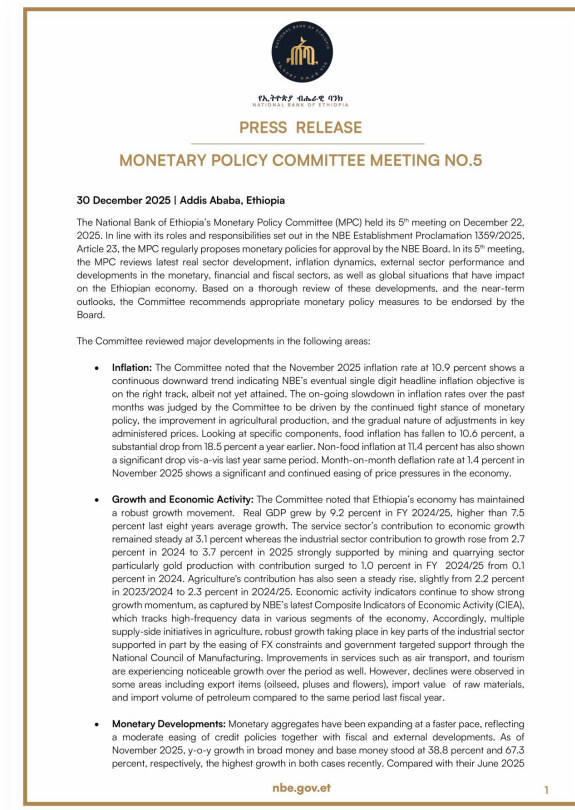 የኢትዮጵያ ብሔራዊ ባንክ
NATIONAL BANK OF ETHIOPIA
PRESS RELEASE
MONETARY POLICY COMMITTEE MEETING NO.5
30 December 2025 | Addis Ababa, Ethiopia
The National Bank of Ethiopia's Monetary Policy Committee (MPC) held its 5th meeting on December 22,
2025. In line with its roles and responsibilities set out in the NBE Establishment Proclamation 1359/2025,
Article 23, the MPC regularly proposes monetary policies for approval by the NBE Board. In its 5th meeting,
the MPC reviews latest real sector development, inflation dynamics, external sector performance and
developments in the monetary, financial and fiscal sectors, as well as global situations that have impact
on the Ethiopian economy. Based on a thorough review of these developments, and the near-term
outlooks, the Committee recommends appropriate monetary policy measures to be endorsed by the
Board.
The Committee reviewed major developments in the following areas:
• Inflation: The Committee noted that the November 2025 inflation rate at 10.9 percent shows a
continuous downward trend indicating NBE's eventual single digit headline inflation objective is
on the right track, albeit not yet attained. The on-going slowdown in inflation rates over the past
months was judged by the Committee to be driven by the continued tight stance of monetary
policy, the improvement in agricultural production, and the gradual nature of adjustments in key
administered prices. Looking at specific components, food inflation has fallen to 10.6 percent, a
substantial drop from 18.5 percent a year earlier. Non-food inflation at 11.4 percent has also shown
a significant drop vis-a-vis last year same period. Month-on-month deflation rate at 1.4 percent in
November 2025 shows a significant and continued easing of price pressures in the economy.
• Growth and Economic Activity: The Committee noted that Ethiopia's economy has maintained
a robust growth movement. Real GDP grew by 9.2 percent in FY 2024/25, higher than 7.5
percent last eight years average growth. The service sector's contribution to economic growth
remained steady at 3.1 percent whereas the industrial sector contribution to growth rose from 2.7
percent in 2024 to 3.7 percent in 2025 strongly supported by mining and quarrying sector
particularly gold production with contribution surged to 1.0 percent in FY 2024/25 from 0.1
percent in 2024. Agriculture's contribution has also seen a steady rise, slightly from 2.2 percent
in 2023/2024 to 2.3 percent in 2024/25. Economic activity indicators continue to show strong
growth momentum, as captured by NBE's latest Composite Indicators of Economic Activity (CIEA),
which tracks high-frequency data in various segments of the economy. Accordingly, multiple
supply-side initiatives in agriculture, robust growth taking place in key parts of the industrial sector
supported in part by the easing of FX constraints and government targeted support through the
National Council of Manufacturing. Improvements in services such as air transport, and tourism
are experiencing noticeable growth over the period as well. However, declines were observed in
some areas including export items (oilseed, pluses and flowers), import value of raw materials,
and import volume of petroleum compared to the same period last fiscal year.
• Monetary Developments: Monetary aggregates have been expanding at a faster pace, reflecting
a moderate easing of credit policies together with fiscal and external developments. As of
November 2025, y-o-y growth in broad money and base money stood at 38.8 percent and 67.3
percent, respectively, the highest growth in both cases recently. Compared with their June 2025
nbe.gov.et
1